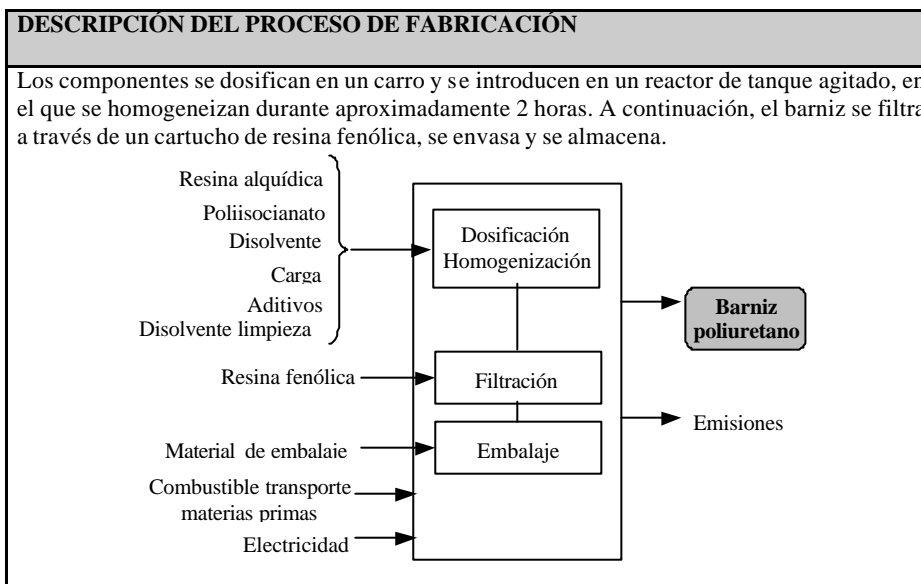 DESCRIPCIÓN DEL PROCESO DE FABRICACIÓN
Los componentes se dosifican en un carro y se introducen en un reactor de tanque agitado, en
el que se homogeneizan durante aproximadamente 2 horas. A continuación, el barniz se filtra
a través de un cartucho de resina fenólica, se envasa y se almacena.
Resina alquídica
Poliisocianato
Disolvente
Carga
Aditivos
Disolvente limpieza
Dosificación
Homogenización
Barniz
poliuretano
Resina fenólica
Filtración
Emisiones
Material de embalaje
Embalaje
Combustible transporte
materias primas
Electricidad